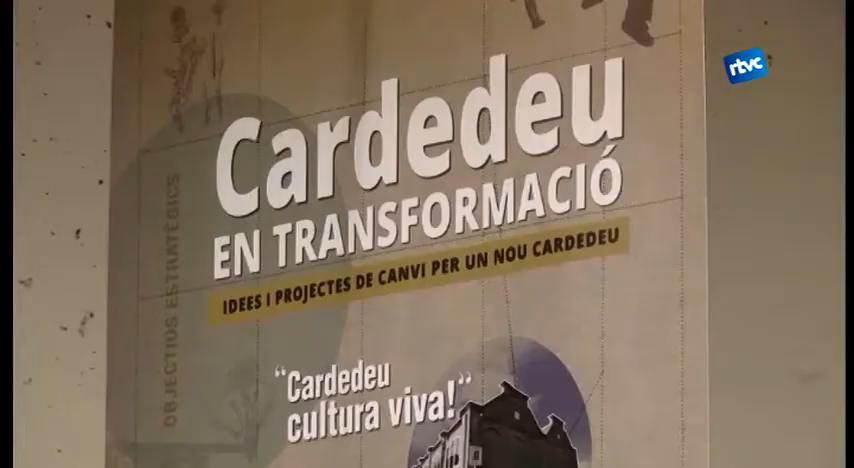 rtvc
Cardedeu
EN TRANSFORMACIÓ
IDEES I PROJECTES DE CANVI PER UN NOU CARDEDEU
OBJECTIUS ESTRATÈGICS
“Cardedeu
cultura viva!”